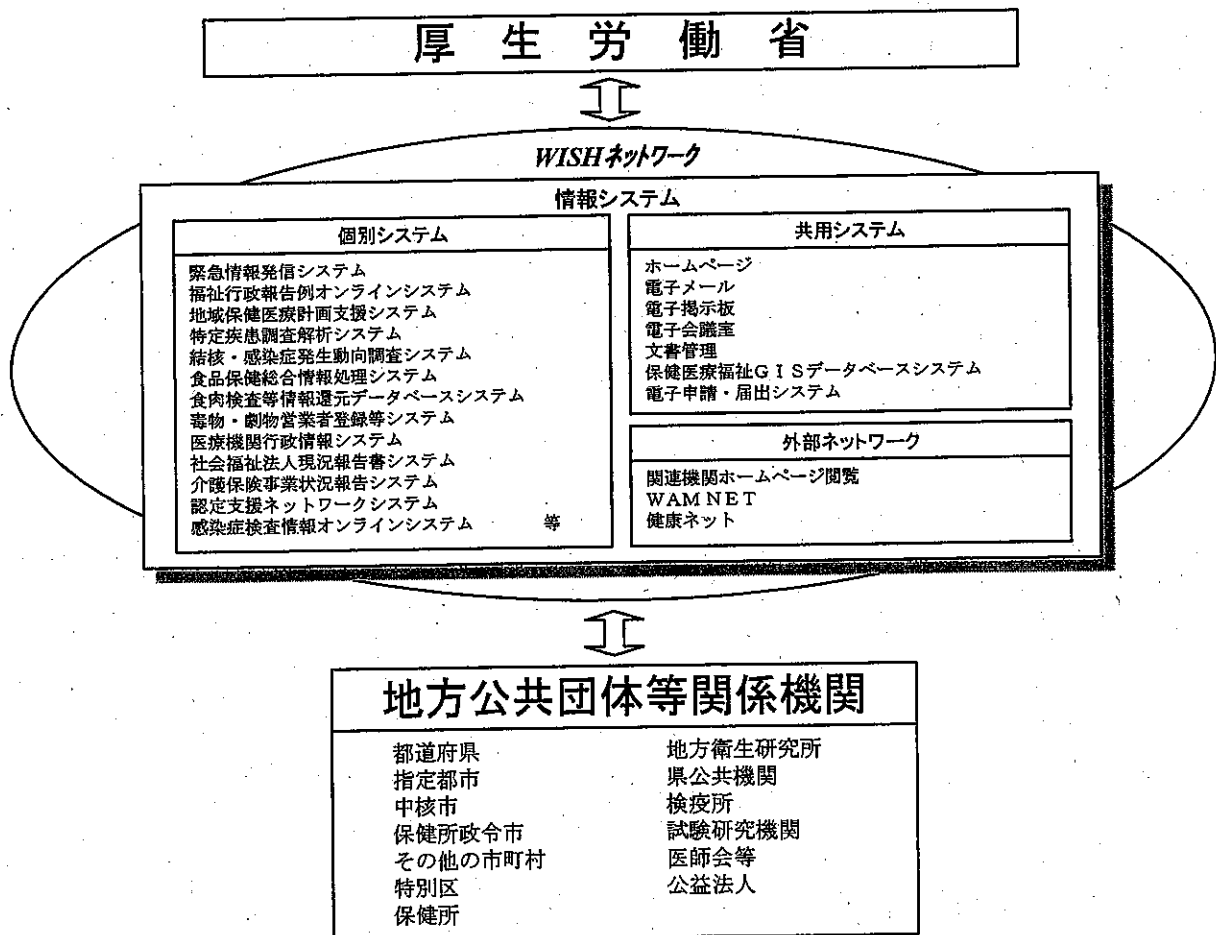 厚生労働省
WISHネットワーク
情報システム
個別システム
緊急情報発信システム
福祉行政報告例オンラインシステム
地域保健医療計画支援システム
特定疾患調査解析システム
結核・感染症発生動向調査システム
食品保健総合情報処理システム
食肉検査等情報還元データベースシステム
毒物・劇物営業者登録等システム
医療機関行政情報システム
社会福祉法人現況報告書システム
介護保険事業状況報告システム
認定支援ネットワークシステム
感染症検査情報オンラインシステム 等
共用システム
ホームページ
電子メール
電子掲示板
電子会議室
文書管理
保健医療福祉GISデータベースシステム
電子申請・届出システム
外部ネットワーク
関連機関ホームページ閲覧
WAM NET
健康ネット
地方公共団体等関係機関
都道府県
指定都市
中核市
保健所政令市
その他の市町村
特別区
保健所
地方衛生研究所
県公共機関
検疫所
試験研究機関
医師会等
公益法人